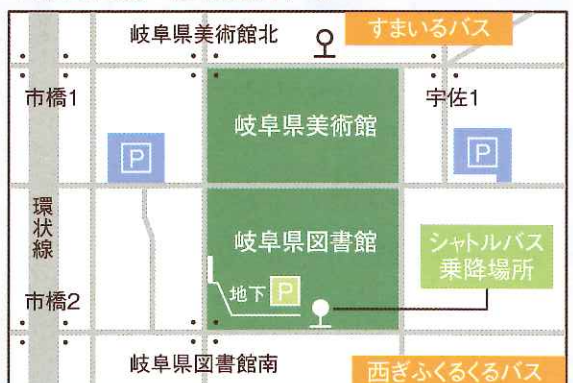 岐阜県美術館北
すまいるバス
市橋1
宇佐1
岐阜県美術館
P
P
環状線
岐阜県図書館
シャトルバス
乗降場所
地下 P
市橋2
岐阜県図書館南
西ぎふくるくるバス